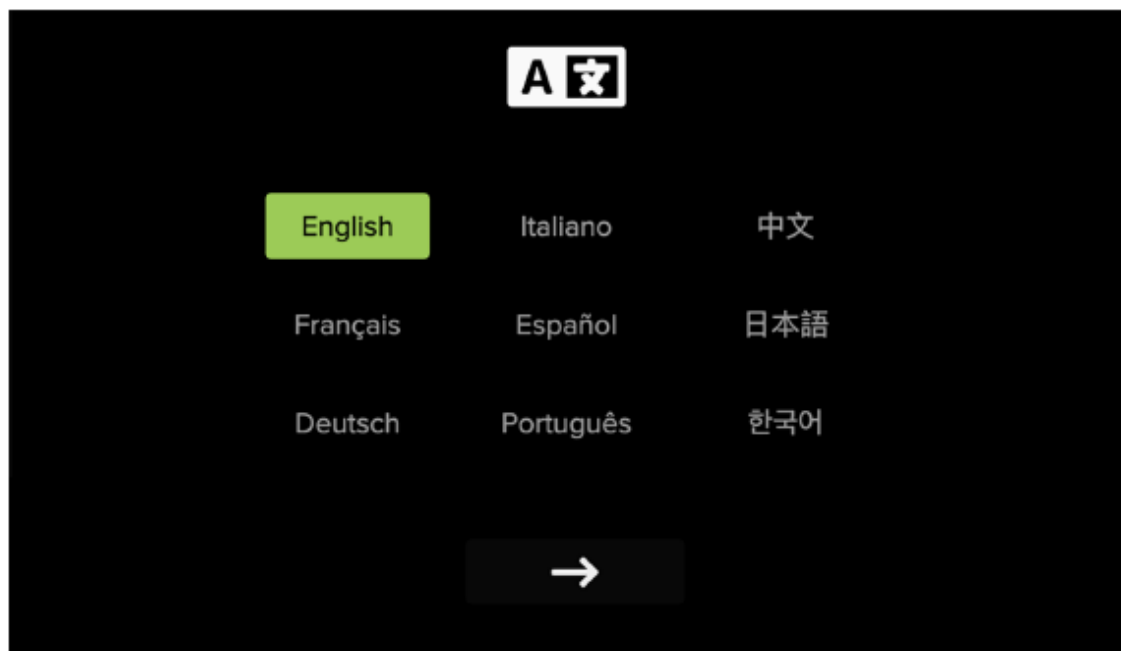 A 文
English Italiano 中文
Français Español 日本語
Deutsch Português 한국어